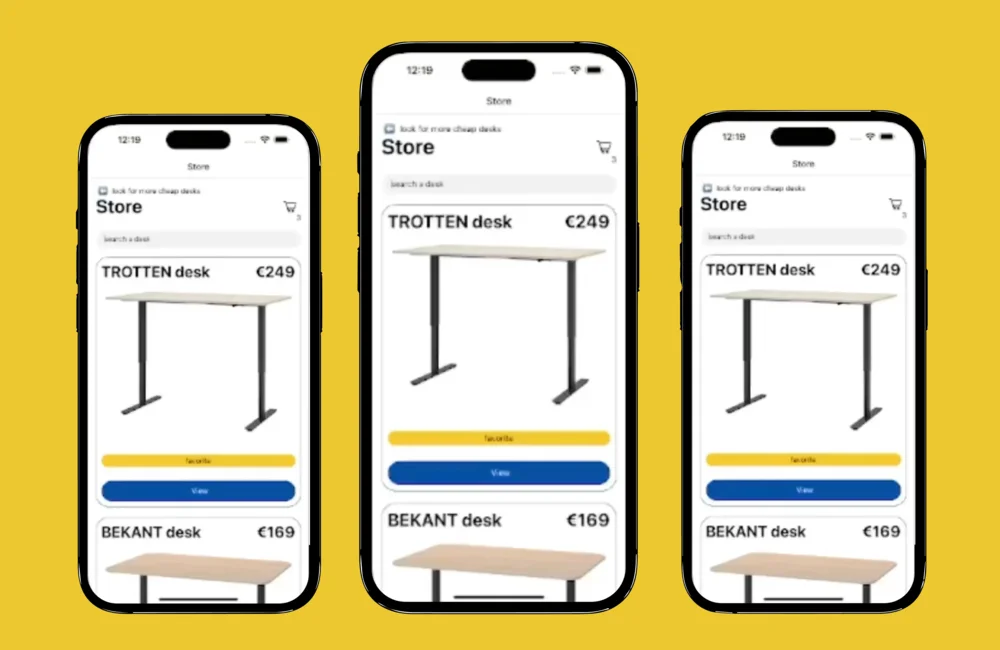 12:19
Store
look for more cheap desks
Store
3
search a desk
TROTTEN desk €249
favorite
View
BEKANT desk €169
12:19
Store
look for more cheap desks
Store
3
search a desk
TROTTEN desk €249
favorite
View
BEKANT desk €169
12:19
Store
look for more cheap desks
Store
3
search a desk
TROTTEN desk €249
favorite
View
BEKANT desk €169